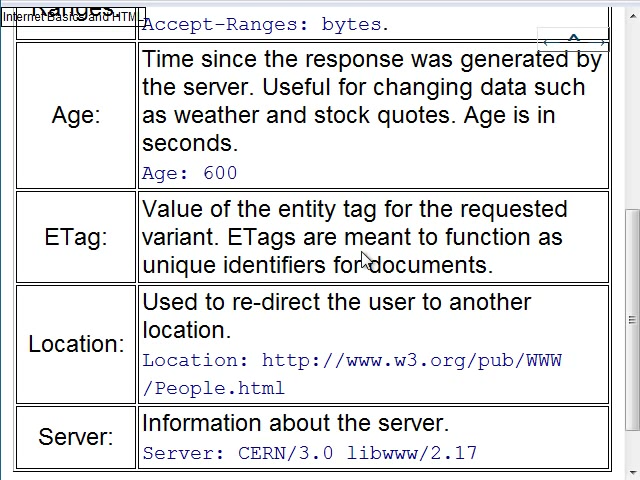 Internet Basics and HTML
Ranges
Accept-Ranges: bytes.
Age:
Time since the response was generated by
the server. Useful for changing data such
as weather and stock quotes. Age is in
seconds.
Age: 600
ETag:
Value of the entity tag for the requested
variant. ETags are meant to function as
unique identifiers for documents.
Location:
Used to re-direct the user to another
location.
Location: http://www.w3.org/pub/WWW
/People.html
Server:
Information about the server.
Server: CERN/3.0 libwww/2.17